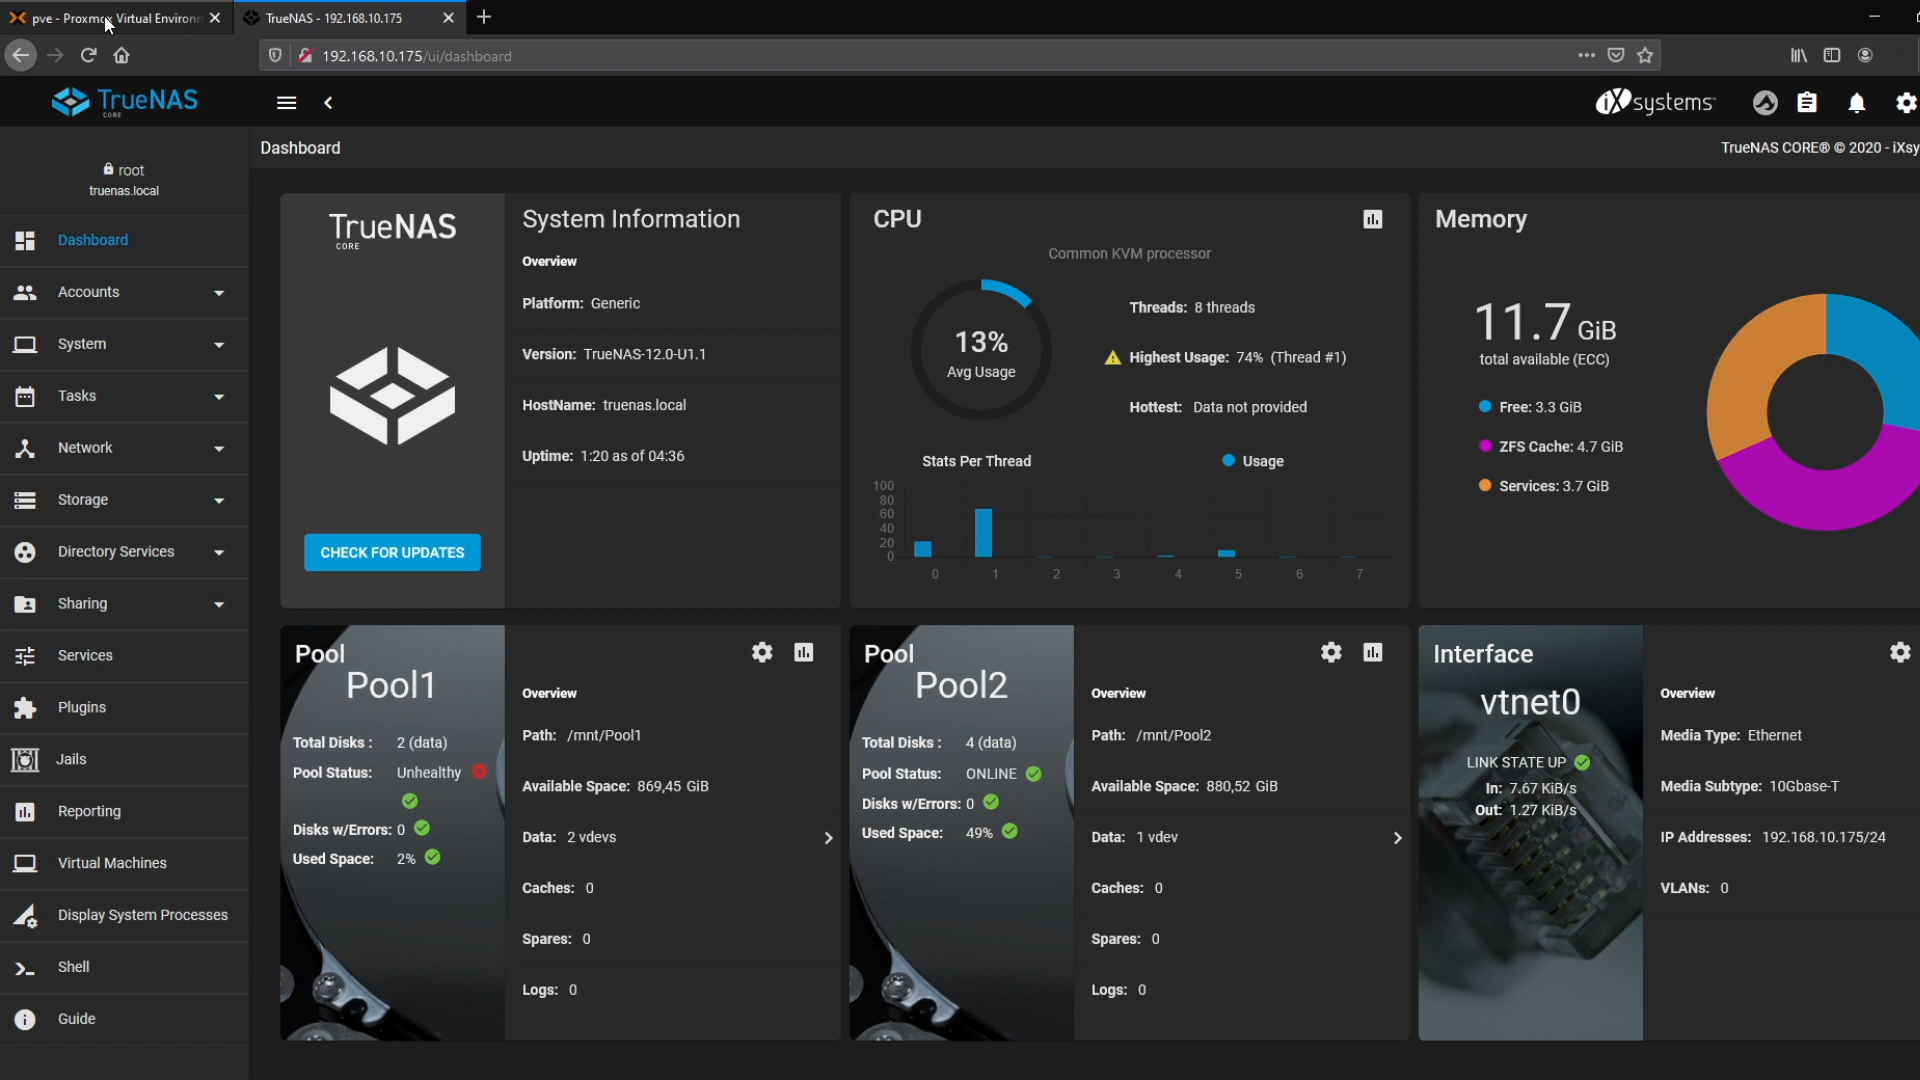 pve - Proxmox Virtual Environn
TrueNAS - 192.168.10.175
192.168.10.175/ui/dashboard
TrueNAS
CORE
iXsystems
Dashboard
TrueNAS CORE® © 2020 - iXsy
root
truenas.local
Dashboard
Accounts
System
Tasks
Network
Storage
Directory Services
Sharing
Services
Plugins
Jails
Reporting
Virtual Machines
Display System Processes
Shell
Guide
TrueNAS
CORE
CHECK FOR UPDATES
System Information
Overview
Platform: Generic
Version: TrueNAS-12.0-U1.1
HostName: truenas.local
Uptime: 1:20 as of 04:36
CPU
Common KVM processor
13%
Avg Usage
Threads: 8 threads
Highest Usage: 74% (Thread #1)
Hottest: Data not provided
Stats Per Thread
Usage
100
80
60
40
20
0
0 1 2 3 4 5 6 7
Memory
11.7 GiB
total available (ECC)
Free: 3.3 GiB
ZFS Cache: 4.7 GiB
Services: 3.7 GiB
Pool
Pool1
Total Disks : 2 (data)
Pool Status: Unhealthy
Disks w/Errors: 0
Used Space: 2%
Overview
Path: /mnt/Pool1
Available Space: 869,45 GiB
Data: 2 vdevs
Caches: 0
Spares: 0
Logs: 0
Pool
Pool2
Total Disks : 4 (data)
Pool Status: ONLINE
Disks w/Errors: 0
Used Space: 49%
Overview
Path: /mnt/Pool2
Available Space: 880,52 GiB
Data: 1 vdev
Caches: 0
Spares: 0
Logs: 0
Interface
vtnet0
LINK STATE UP
In: 7.67 KiB/s
Out: 1.27 KiB/s
Overview
Media Type: Ethernet
Media Subtype: 10Gbase-T
IP Addresses: 192.168.10.175/24
VLANs: 0